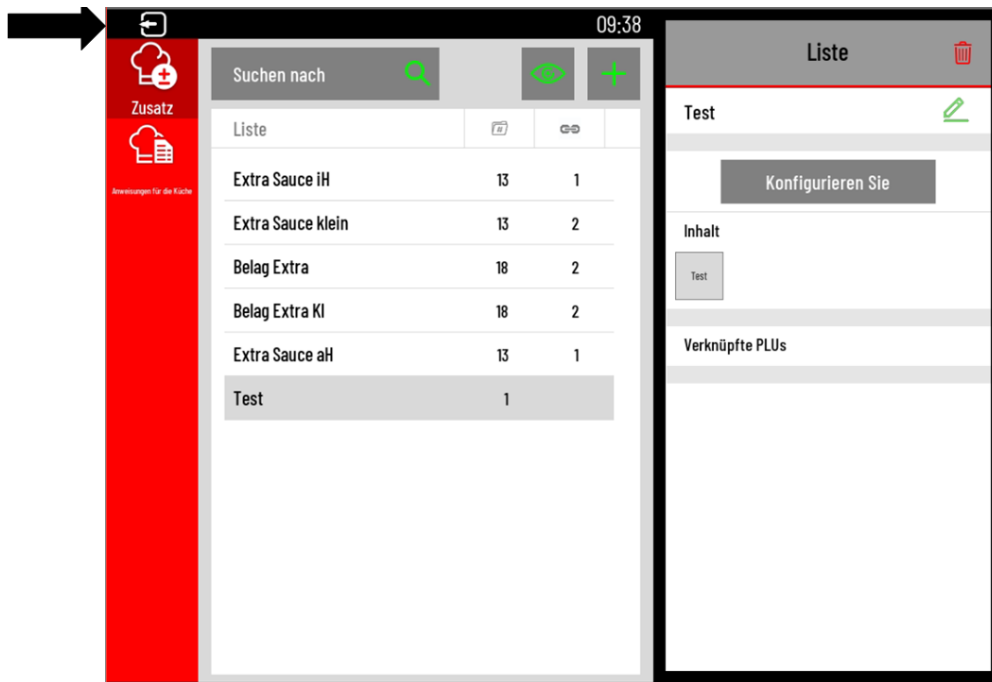 09:38
Zusatz
Anweisungen für die Küche
Suchen nach
Liste
Extra Sauce iH 13 1
Extra Sauce klein 13 2
Belag Extra 18 2
Belag Extra Kl 18 2
Extra Sauce aH 13 1
Test 1
Liste
Test
Konfigurieren Sie
Inhalt
Test
Verknüpfte PLUs